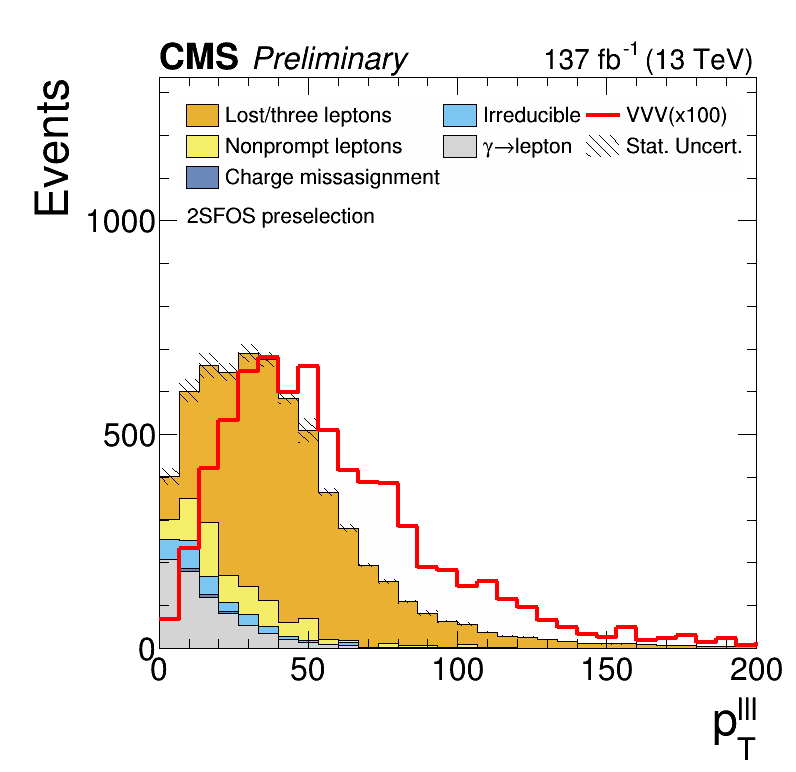 CMS Preliminary 137 fb⁻¹ (13 TeV)
Events
Lost/three leptons Irreducible VVV(x100)
Nonprompt leptons γ→lepton Stat. Uncert.
Charge missasignment
2SFOS preselection
1000
500
0
0 50 100 150 200
p_T^lll